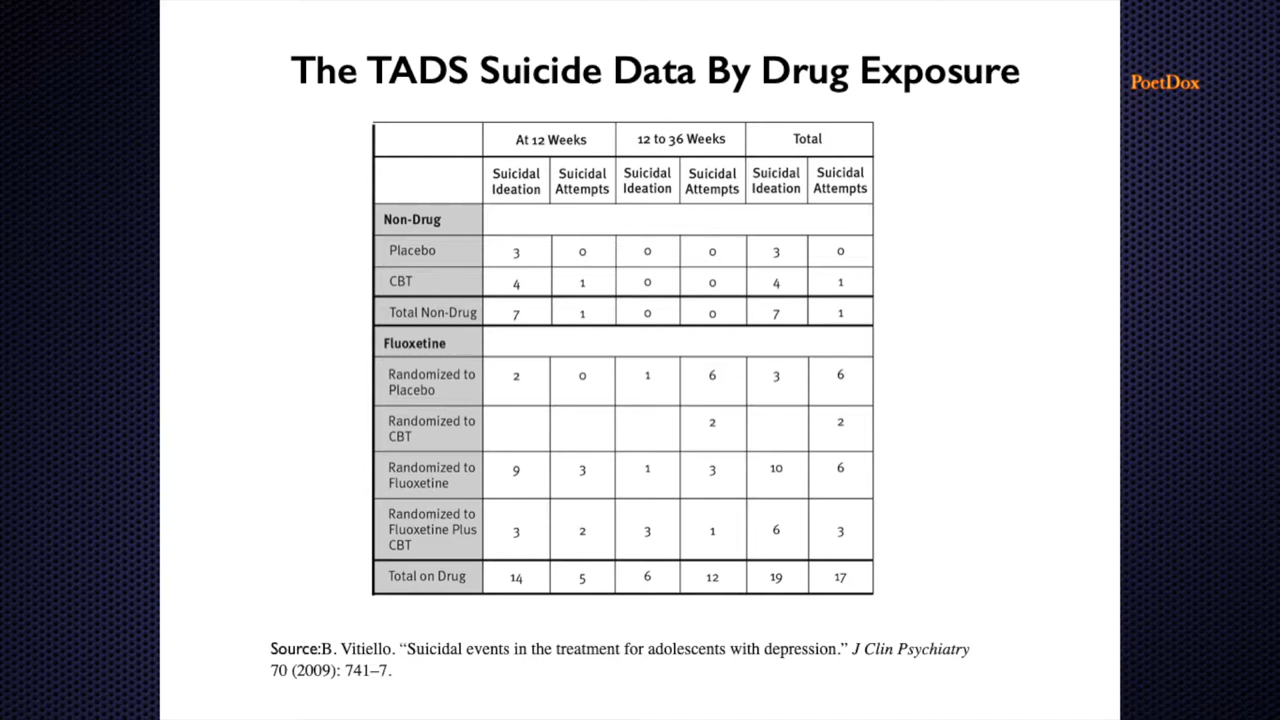 The TADS Suicide Data By Drug Exposure
PoetDox
At 12 Weeks 12 to 36 Weeks Total
Suicidal Ideation Suicidal Attempts Suicidal Ideation Suicidal Attempts Suicidal Ideation Suicidal Attempts
Non-Drug
Placebo 3 0 0 0 3 0
CBT 4 1 0 0 4 1
Total Non-Drug 7 1 0 0 7 1
Fluoxetine
Randomized to Placebo 2 0 1 6 3 6
Randomized to CBT 2 2
Randomized to Fluoxetine 9 3 1 3 10 6
Randomized to Fluoxetine Plus CBT 3 2 3 1 6 3
Total on Drug 14 5 6 12 19 17
Source:B. Vitiello. “Suicidal events in the treatment for adolescents with depression.” J Clin Psychiatry
70 (2009): 741–7.